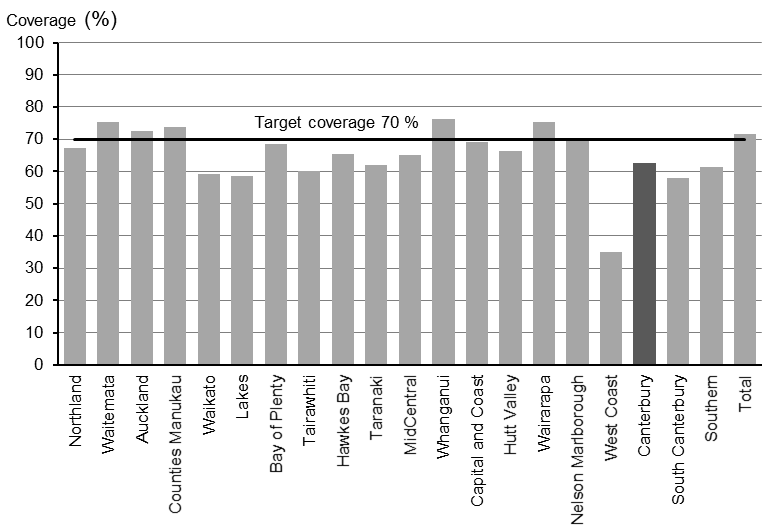 Coverage (%)
100
90
80
70
60
50
40
30
20
10
0
Target coverage 70 %
Northland
Waitemata
Auckland
Counties Manukau
Waikato
Lakes
Bay of Plenty
Tairawhiti
Hawkes Bay
Taranaki
MidCentral
Whanganui
Capital and Coast
Hutt Valley
Wairarapa
Nelson Marlborough
West Coast
Canterbury
South Canterbury
Southern
Total